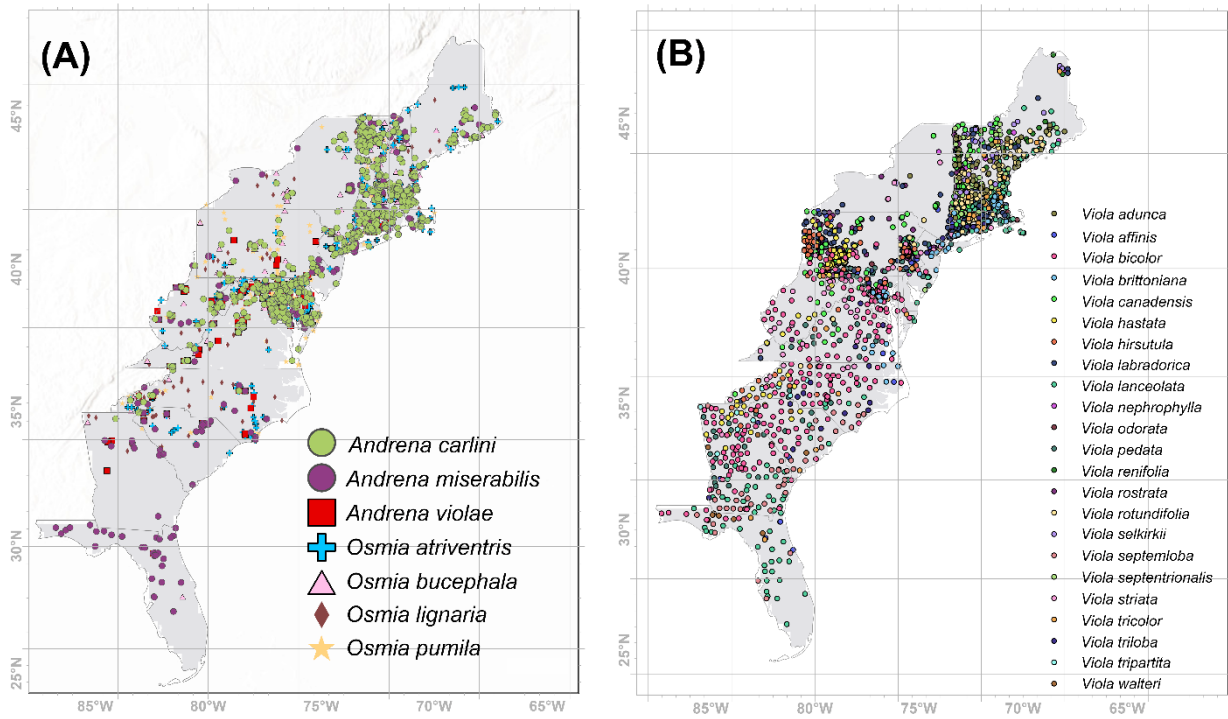 (A)
45°N
40°N
35°N
30°N
25°N
85°W
80°W
75°W
70°W
65°W
Andrena carlini
Andrena miserabilis
Andrena violae
Osmia atriventris
Osmia bucephala
Osmia lignaria
Osmia pumila
(B)
45°N
40°N
35°N
30°N
25°N
85°W
80°W
75°W
70°W
65°W
Viola adunca
Viola affinis
Viola bicolor
Viola brittoniana
Viola canadensis
Viola hastata
Viola hirsutula
Viola labradorica
Viola lanceolata
Viola nephrophylla
Viola odorata
Viola pedata
Viola renifolia
Viola rostrata
Viola rotundifolia
Viola selkirkii
Viola septemloba
Viola septentrionalis
Viola striata
Viola tricolor
Viola triloba
Viola tripartita
Viola walteri